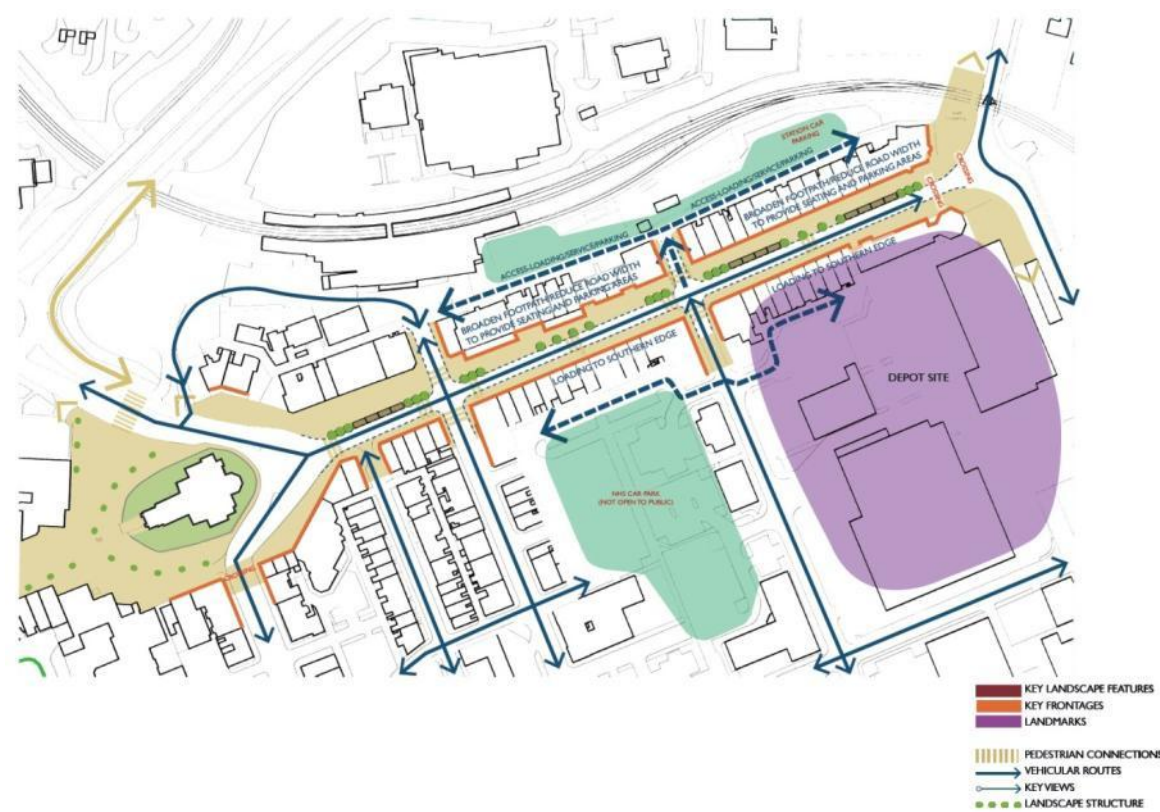 STATION CAR
PARKING
ACCESS-LOADING/SERVICE/PARKING
BROADEN FOOTPATH/REDUCE ROAD WIDTH
TO PROVIDE SEATING AND PARKING AREAS
CROSSING
CROSSING
ACCESS-LOADING/SERVICE/PARKING
BROADEN FOOTPATH/REDUCE ROAD WIDTH
TO PROVIDE SEATING AND PARKING AREAS
LOADING TO SOUTHERN EDGE
LOADING TO SOUTHERN EDGE
DEPOT SITE
NHS CAR-PARK
(NOT OPEN TO PUBLIC)
CROSSING
KEY LANDSCAPE FEATURES
KEY FRONTAGES
LANDMARKS
PEDESTRIAN CONNECTIONS
VEHICULAR ROUTES
KEY VIEWS
LANDSCAPE STRUCTURE